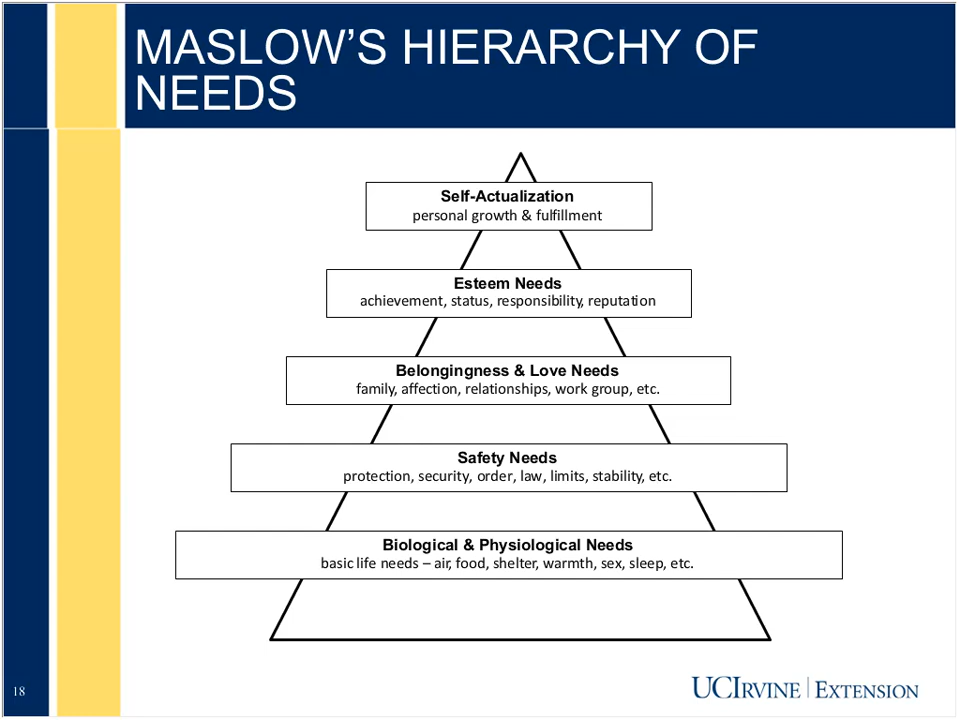 MASLOW’S HIERARCHY OF
NEEDS
Self-Actualization
personal growth & fulfillment
Esteem Needs
achievement, status, responsibility, reputation
Belongingness & Love Needs
family, affection, relationships, work group, etc.
Safety Needs
protection, security, order, law, limits, stability, etc.
Biological & Physiological Needs
basic life needs – air, food, shelter, warmth, sex, sleep, etc.
18
UCIRVINE | EXTENSION